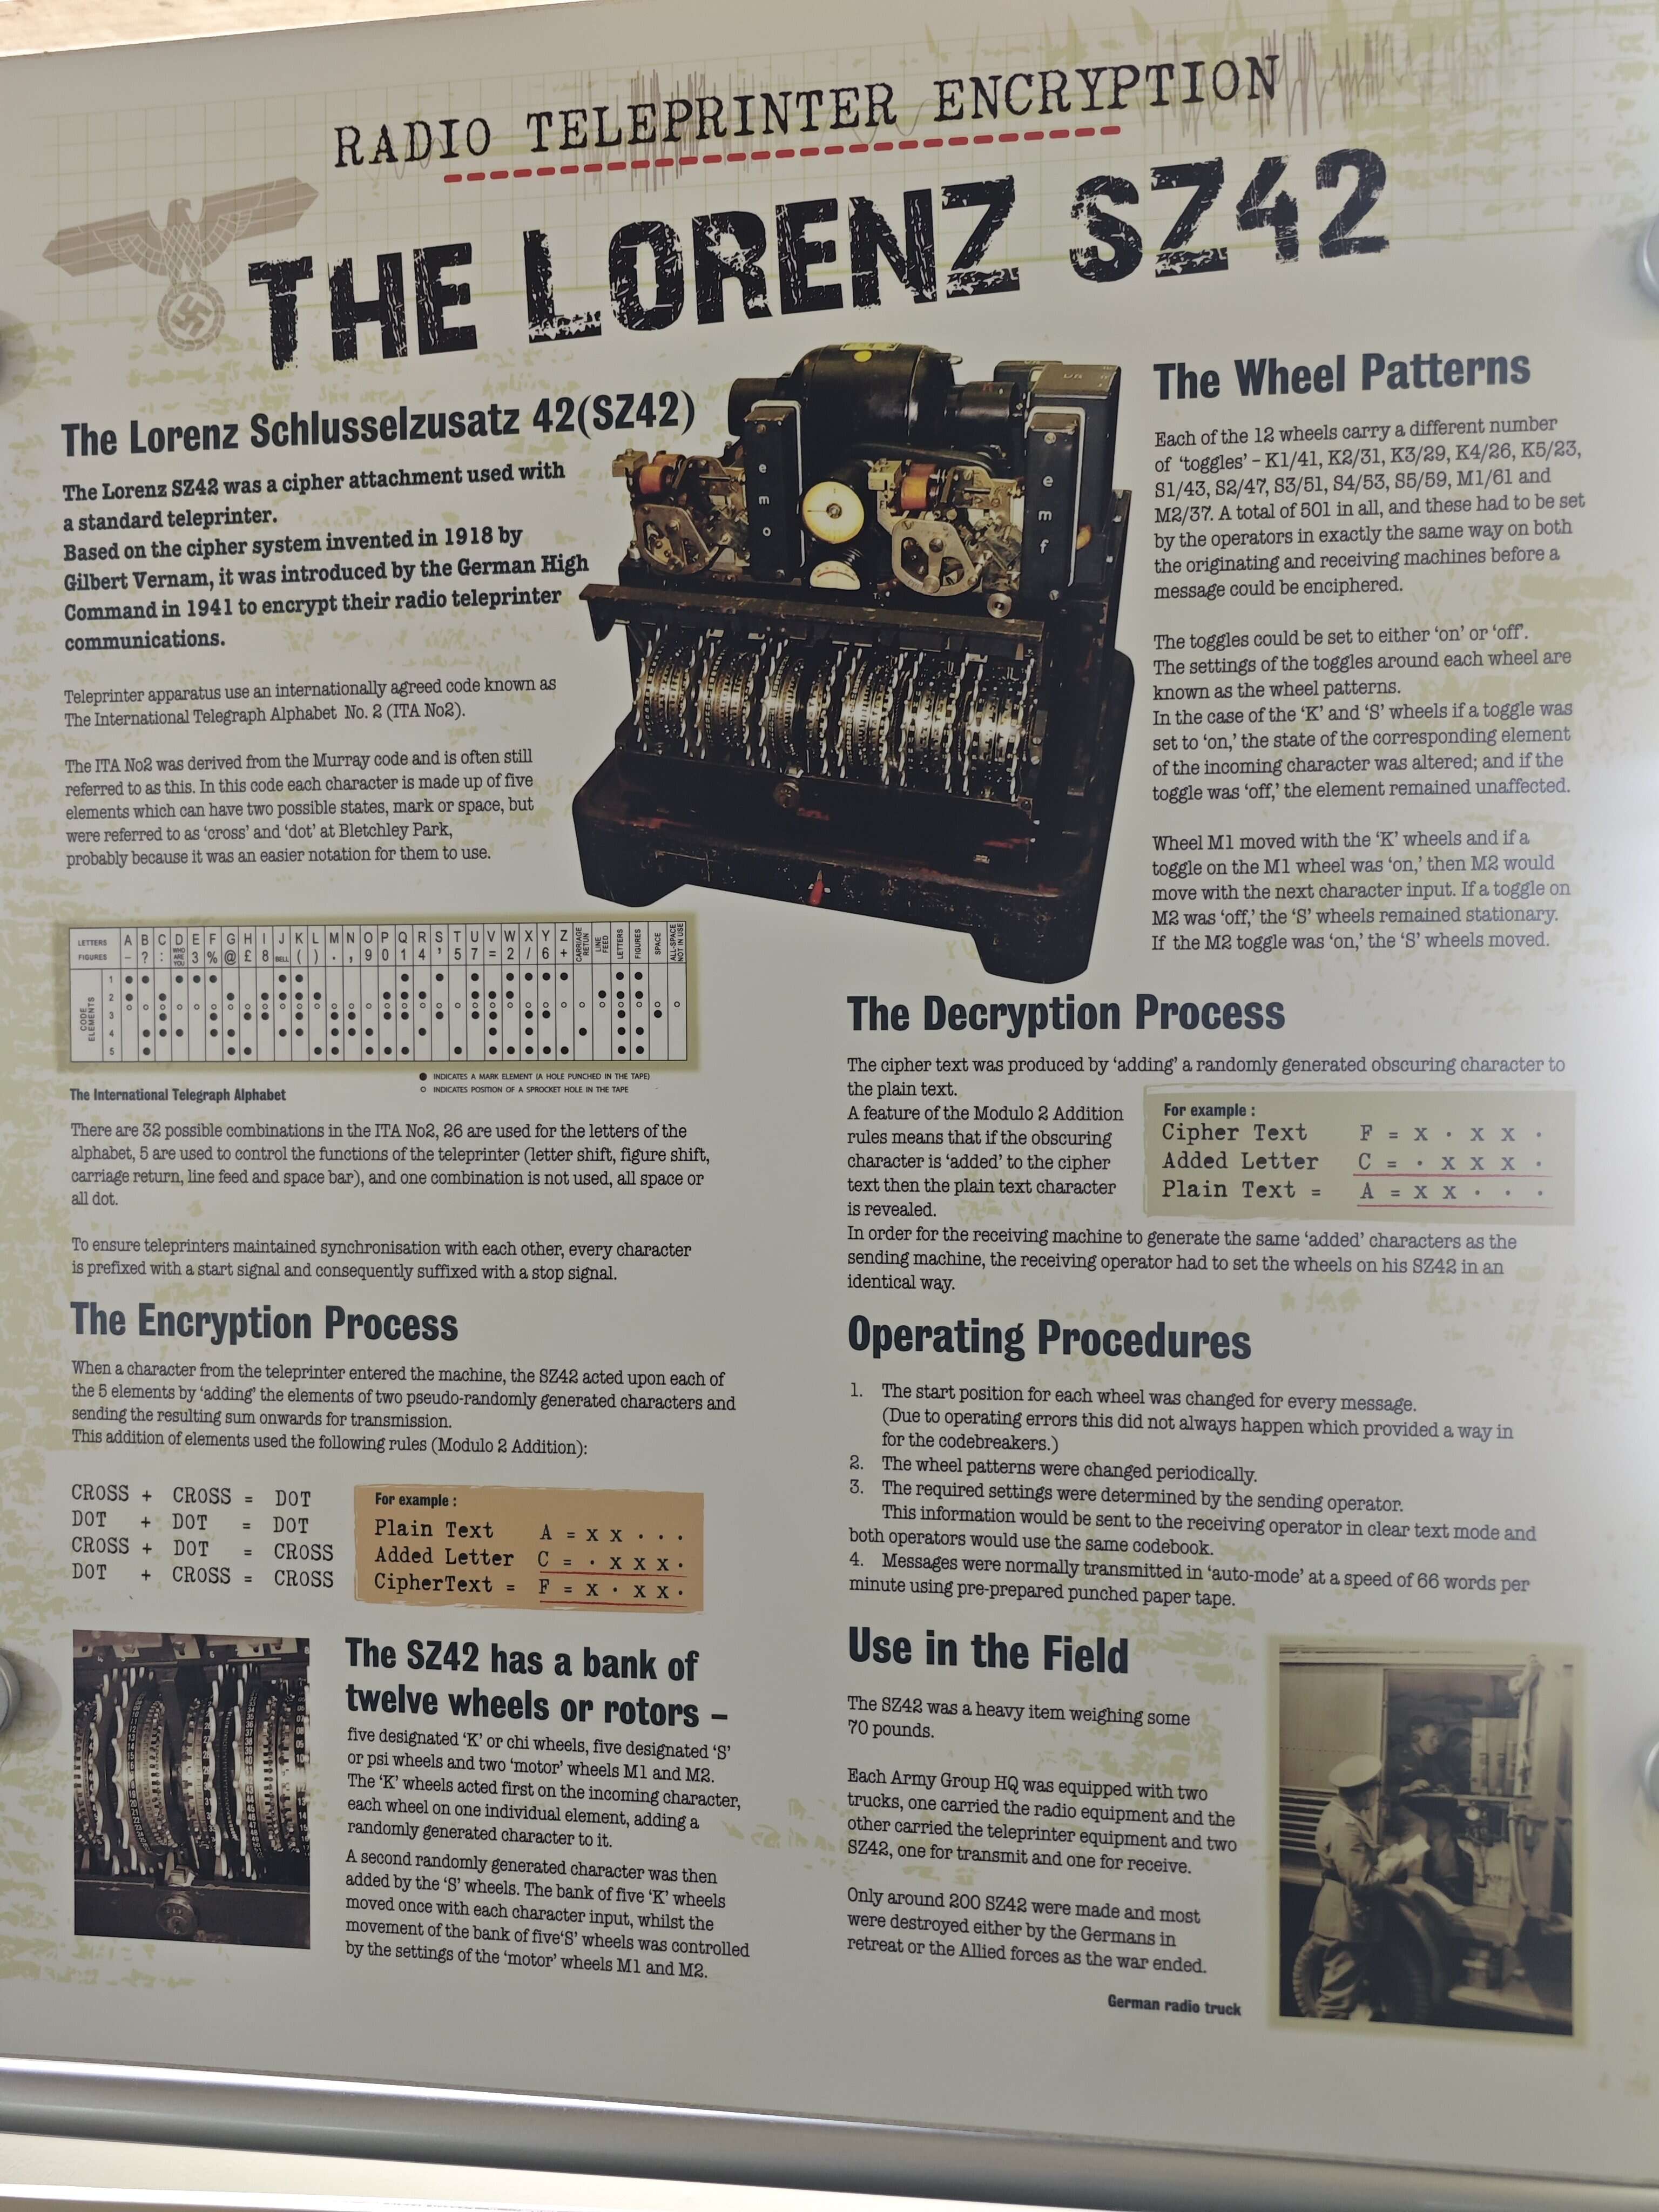 RADIO TELEPRINTER ENCRYPTION
THE LORENZ SZ42
The Lorenz Schlusselzusatz 42(SZ42)
The Lorenz SZ42 was a cipher attachment used with
a standard teleprinter.
Based on the cipher system invented in 1918 by
Gilbert Vernam, it was introduced by the German High
Command in 1941 to encrypt their radio teleprinter
communications.
Teleprinter apparatus use an internationally agreed code known as
The International Telegraph Alphabet No. 2 (ITA No2).
The ITA No2 was derived from the Murray code and is often still
referred to as this. In this code each character is made up of five
elements which can have two possible states, mark or space, but
were referred to as 'cross' and 'dot' at Bletchley Park,
probably because it was an easier notation for them to use.
LETTERS A B C D E F G H I J K L M N O P Q R S T U V W X Y Z CARRIAGE RETUN LINE FEED LETTERS FIGURES SPACE ALL-SPACE NOT IN USE
FIGURES - ? : WHO ARE YOU 3 % @ £ 8 BELL ( ) . , 9 0 1 4 ' 5 7 = 2 / 6 +
CODE ELEMENTS
1
2
3
4
5
● INDICATES A MARK ELEMENT (A HOLE PUNCHED IN THE TAPE)
○ INDICATES POSITION OF A SPROCKET HOLE IN THE TAPE
The International Telegraph Alphabet
There are 32 possible combinations in the ITA No2, 26 are used for the letters of the
alphabet, 5 are used to control the functions of the teleprinter (letter shift, figure shift,
carriage return, line feed and space bar), and one combination is not used, all space or
all dot.
To ensure teleprinters maintained synchronisation with each other, every character
is prefixed with a start signal and consequently suffixed with a stop signal.
The Encryption Process
When a character from the teleprinter entered the machine, the SZ42 acted upon each of
the 5 elements by 'adding' the elements of two pseudo-randomly generated characters and
sending the resulting sum onwards for transmission.
This addition of elements used the following rules (Modulo 2 Addition):
CROSS + CROSS = DOT
DOT + DOT = DOT
CROSS + DOT = CROSS
DOT + CROSS = CROSS
For example :
Plain Text A = x x · · ·
Added Letter C = · x x x ·
CipherText = F = x · x x ·
The SZ42 has a bank of
twelve wheels or rotors –
five designated 'K' or chi wheels, five designated 'S'
or psi wheels and two 'motor' wheels M1 and M2.
The 'K' wheels acted first on the incoming character,
each wheel on one individual element, adding a
randomly generated character to it.
A second randomly generated character was then
added by the 'S' wheels. The bank of five 'K' wheels
moved once with each character input, whilst the
movement of the bank of five'S' wheels was controlled
by the settings of the 'motor' wheels M1 and M2.
e
m
o
e
m
f
The Wheel Patterns
Each of the 12 wheels carry a different number
of 'toggles' – K1/41, K2/31, K3/29, K4/26, K5/23,
S1/43, S2/47, S3/51, S4/53, S5/59, M1/61 and
M2/37. A total of 501 in all, and these had to be set
by the operators in exactly the same way on both
the originating and receiving machines before a
message could be enciphered.
The toggles could be set to either 'on' or 'off'.
The settings of the toggles around each wheel are
known as the wheel patterns.
In the case of the 'K' and 'S' wheels if a toggle was
set to 'on,' the state of the corresponding element
of the incoming character was altered; and if the
toggle was 'off,' the element remained unaffected.
Wheel M1 moved with the 'K' wheels and if a
toggle on the M1 wheel was 'on,' then M2 would
move with the next character input. If a toggle on
M2 was 'off,' the 'S' wheels remained stationary.
If the M2 toggle was 'on,' the 'S' wheels moved.
The Decryption Process
The cipher text was produced by 'adding' a randomly generated obscuring character to
the plain text.
A feature of the Modulo 2 Addition
rules means that if the obscuring
character is 'added' to the cipher
text then the plain text character
is revealed.
For example :
Cipher Text F = x · x x ·
Added Letter C = · x x x ·
Plain Text = A = x x · · ·
In order for the receiving machine to generate the same 'added' characters as the
sending machine, the receiving operator had to set the wheels on his SZ42 in an
identical way.
Operating Procedures
1. The start position for each wheel was changed for every message.
(Due to operating errors this did not always happen which provided a way in
for the codebreakers.)
2. The wheel patterns were changed periodically.
3. The required settings were determined by the sending operator.
This information would be sent to the receiving operator in clear text mode and
both operators would use the same codebook.
4. Messages were normally transmitted in 'auto-mode' at a speed of 66 words per
minute using pre-prepared punched paper tape.
Use in the Field
The SZ42 was a heavy item weighing some
70 pounds.
Each Army Group HQ was equipped with two
trucks, one carried the radio equipment and the
other carried the teleprinter equipment and two
SZ42, one for transmit and one for receive.
Only around 200 SZ42 were made and most
were destroyed either by the Germans in
retreat or the Allied forces as the war ended.
German radio truck